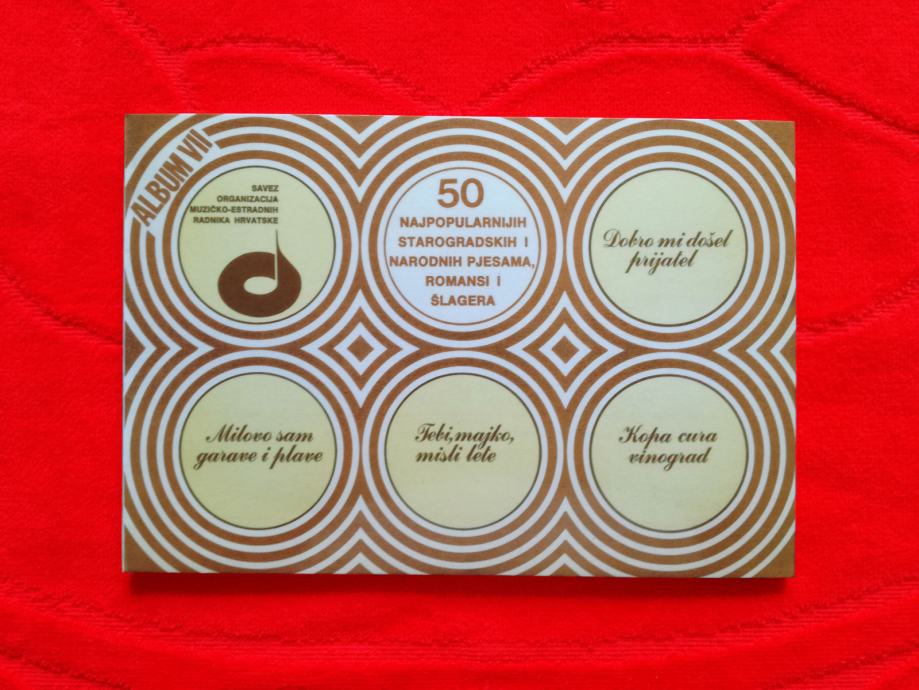 ALBUM VII
SAVEZ
ORGANIZACIJA
MUZIČKO-ESTRADNIH
RADNIKA HRVATSKE
50
NAJPOPULARNIJIH
STAROGRADSKIH I
NARODNIH PJESAMA,
ROMANSI I
ŠLAGERA
Dobro mi došel
prijatel
Milovo sam
garave i plave
Tebi, majko,
misli lete
Kopa cura
vinograd